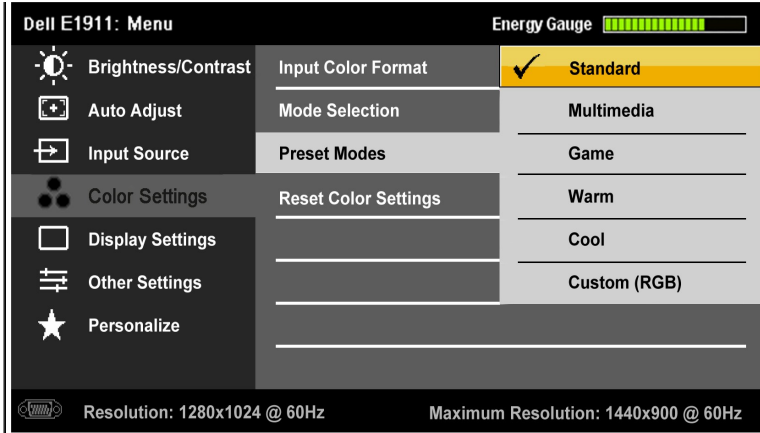 Dell E1911: Menu Energy Gauge
Brightness/Contrast Input Color Format Standard
Auto Adjust Mode Selection Multimedia
Input Source Preset Modes Game
Color Settings Reset Color Settings Warm
Display Settings Cool
Other Settings Custom (RGB)
Personalize
Resolution: 1280x1024 @ 60Hz Maximum Resolution: 1440x900 @ 60Hz